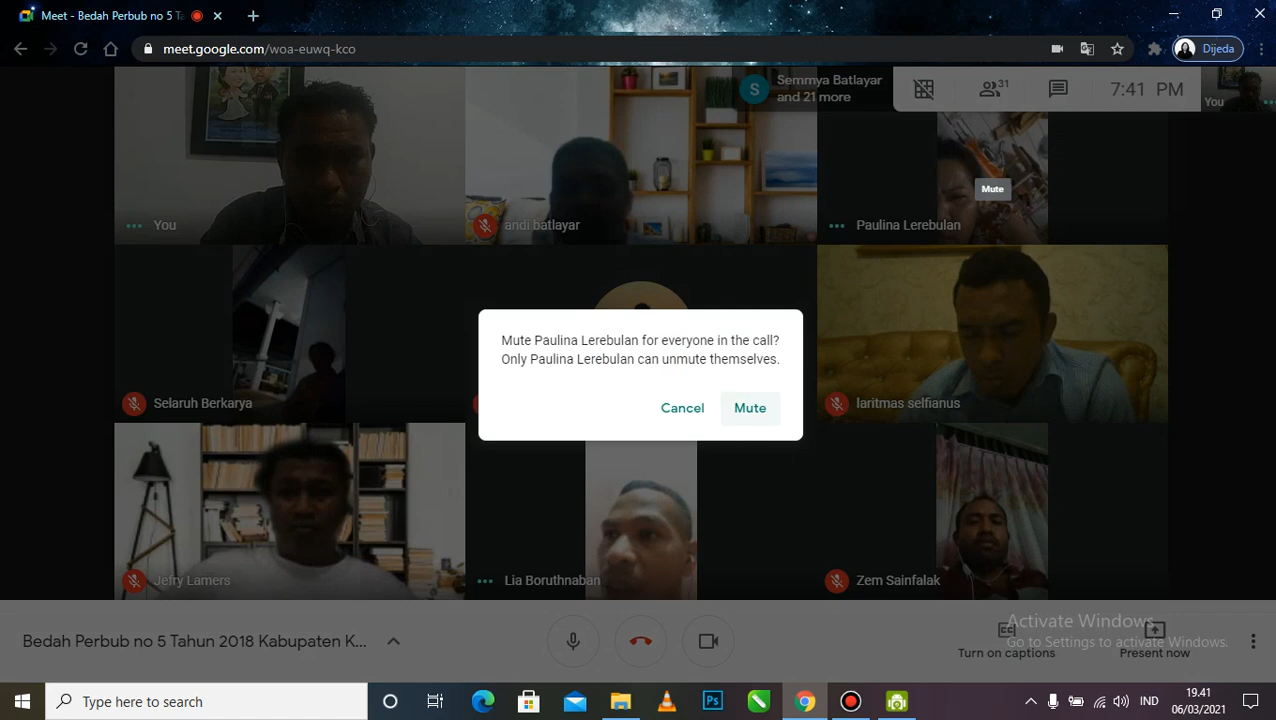 Meet - Bedah Perbub no 5 Ta
meet.google.com/woa-euwq-kco
Dijeda
S
Semmya Batlayar
and 21 more
31
7:41 PM
You
You
andi batlayar
Mute
Paulina Lerebulan
Selaruh Berkarya
laritmas selfianus
Mute Paulina Lerebulan for everyone in the call?
Only Paulina Lerebulan can unmute themselves.
Cancel
Mute
Jefry Lamers
Lia Boruthnaban
Zem Sainfalak
Bedah Perbub no 5 Tahun 2018 Kabupaten K...
CC
Turn on captions
Present now
Activate Windows
Go to Settings to activate Windows.
Type here to search
Ps
IND
19.41
06/03/2021